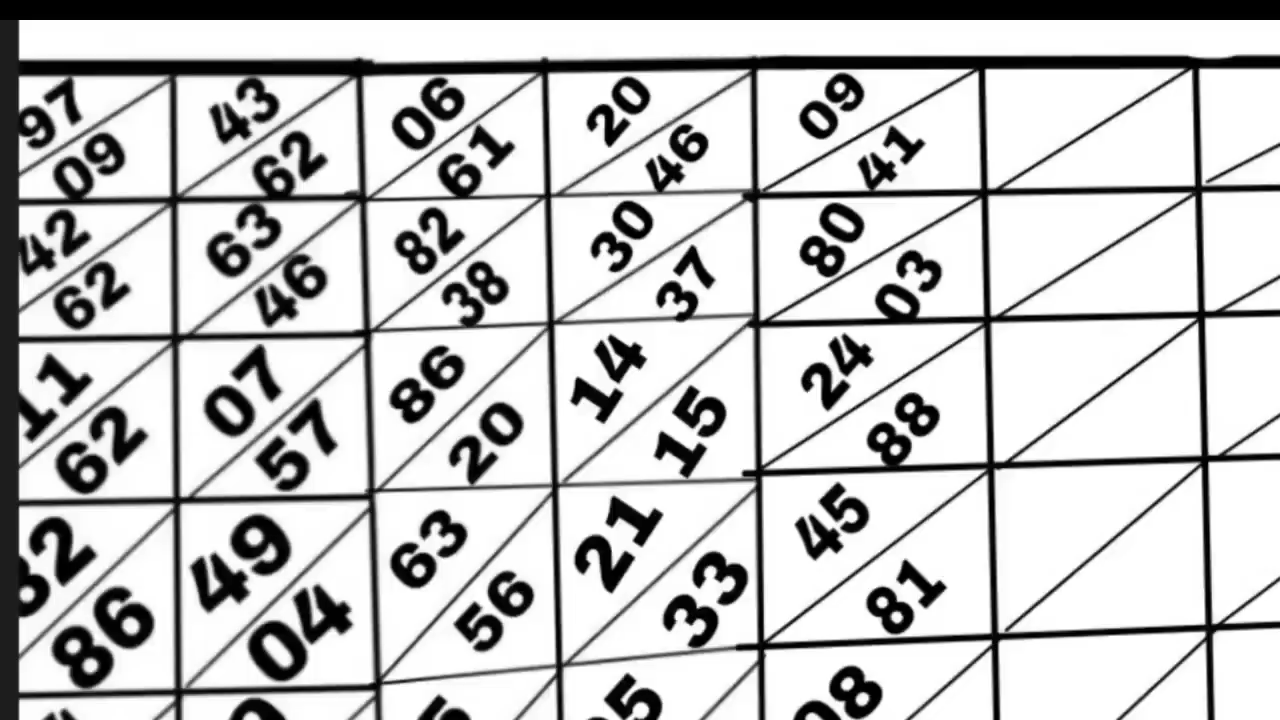 97 43 06 20 09
09 62 61 46 41
42 63 82 30 80
62 46 38 37 03
11 07 86 14 24
62 57 20 15 88
82 49 63 21 45
86 04 56 33 81